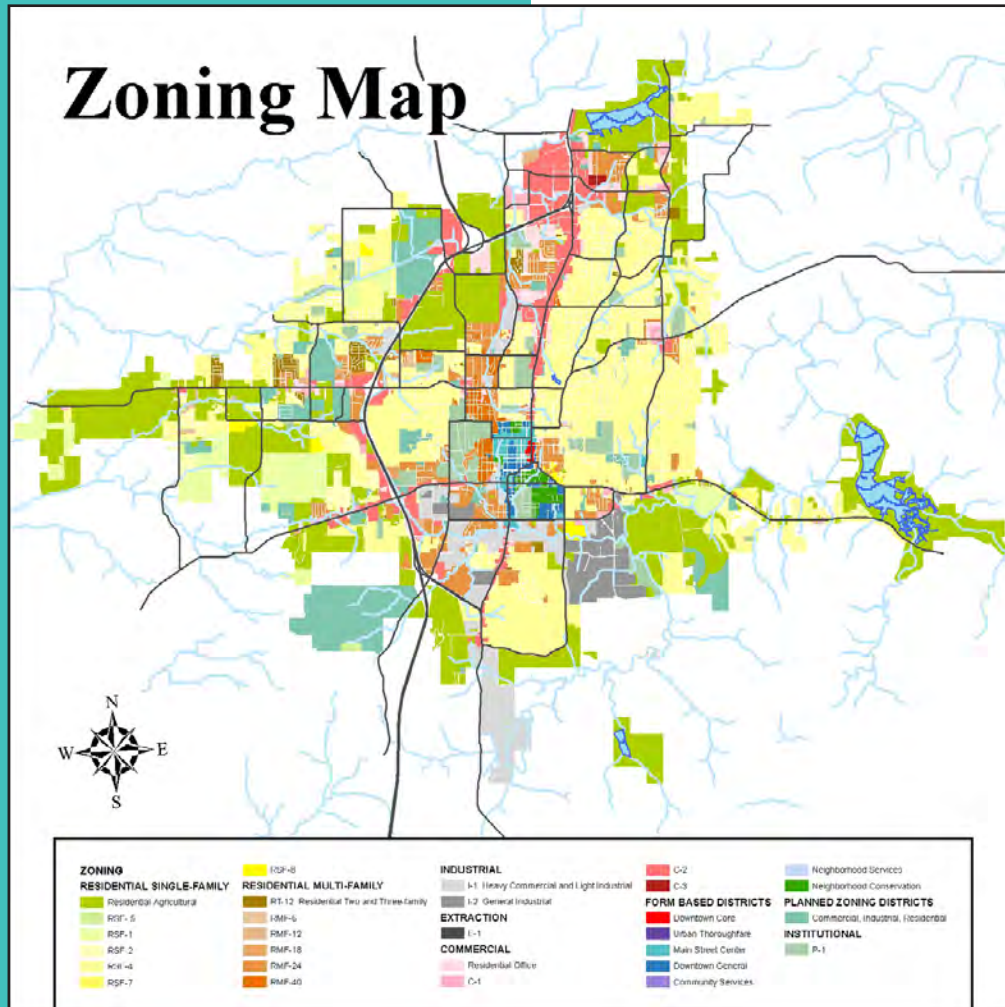 Zoning Map
N
W E
S
ZONING
RESIDENTIAL SINGLE-FAMILY
Residential Agricultural
RSF-.5
RSF-1
RSF-2
RSF-4
RSF-7
RSF-8
RESIDENTIAL MULTI-FAMILY
RT-12 Residential Two and Three-family
RMF-6
RMF-12
RMF-18
RMF-24
RMF-40
INDUSTRIAL
I-1 Heavy Commercial and Light Industrial
I-2 General Industrial
EXTRACTION
E-1
COMMERCIAL
Residential Office
C-1
C-2
C-3
FORM BASED DISTRICTS
Downtown Core
Urban Thoroughfare
Main Street Center
Downtown General
Community Services
Neighborhood Services
Neighborhood Conservation
PLANNED ZONING DISTRICTS
Commercial, Industrial, Residential
INSTITUTIONAL
P-1